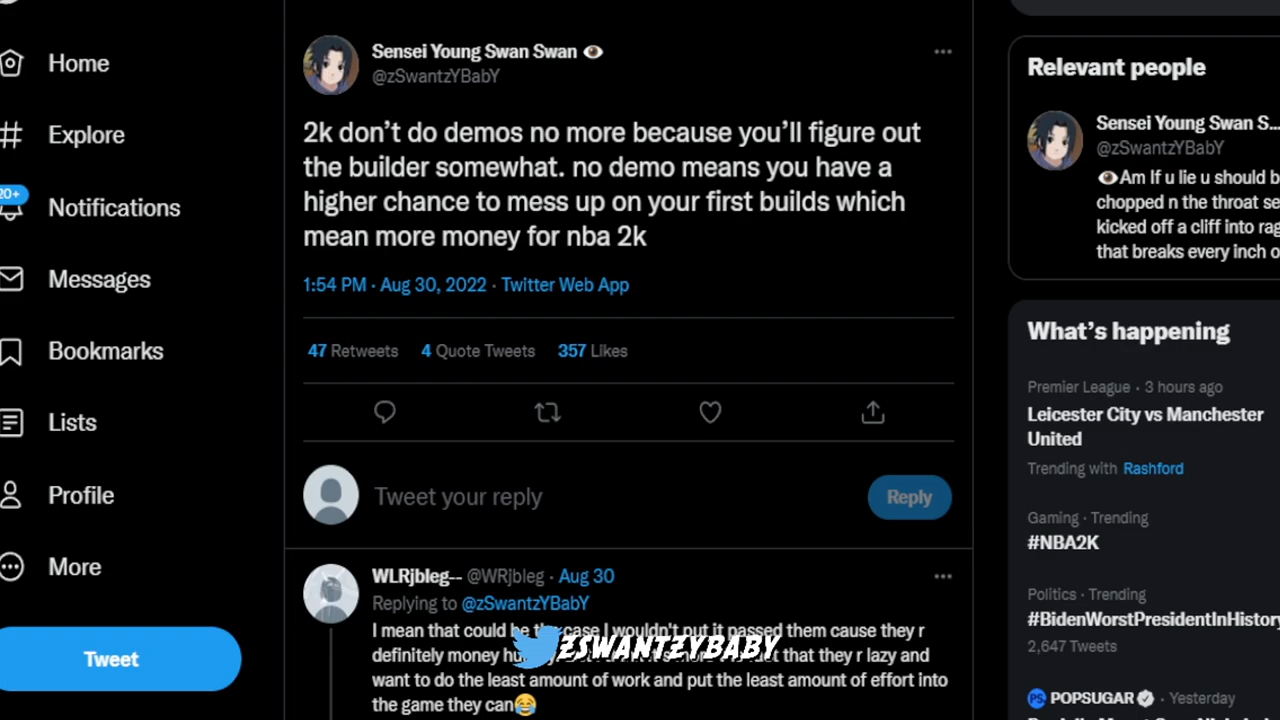 Home
Explore
20+
Notifications
Messages
Bookmarks
Lists
Profile
More
Tweet
Sensei Young Swan Swan 👁
@zSwantzYBabY
2k don’t do demos no more because you’ll figure out
the builder somewhat. no demo means you have a
higher chance to mess up on your first builds which
mean more money for nba 2k
1:54 PM · Aug 30, 2022 · Twitter Web App
47 Retweets 4 Quote Tweets 357 Likes
Tweet your reply
Reply
WLRjbleg-- @WRjbleg · Aug 30
Replying to @zSwantzYBabY
I mean that could be the case I wouldn't put it passed them cause they r
ZSWANTZYBABY
definitely money that they r lazy and
want to do the least amount of work and put the least amount of effort into
the game they can😂
Relevant people
Sensei Young Swan S...
@zSwantzYBabY
👁Am If u lie u should b
chopped n the throat se
kicked off a cliff into rag
that breaks every inch o
What’s happening
Premier League · 3 hours ago
Leicester City vs Manchester
United
Trending with Rashford
Gaming · Trending
#NBA2K
Politics · Trending
#BidenWorstPresidentInHistory
2,647 Tweets
POPSUGAR · Yesterday